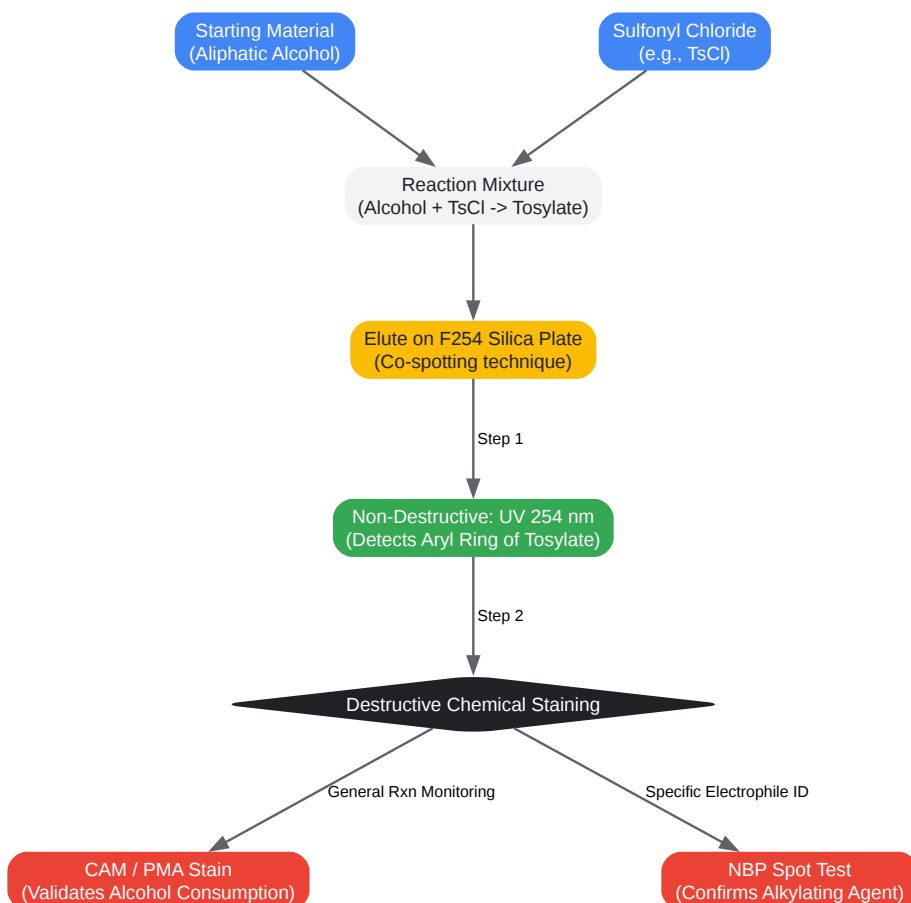 Starting Material
(Aliphatic Alcohol)
Sulfonyl Chloride
(e.g., TsCl)
Reaction Mixture
(Alcohol + TsCl -> Tosylate)
Elute on F254 Silica Plate
(Co-spotting technique)
Step 1
Non-Destructive: UV 254 nm
(Detects Aryl Ring of Tosylate)
Step 2
Destructive Chemical Staining
General Rxn Monitoring
Specific Electrophile ID
CAM / PMA Stain
(Validates Alcohol Consumption)
NBP Spot Test
(Confirms Alkylating Agent)